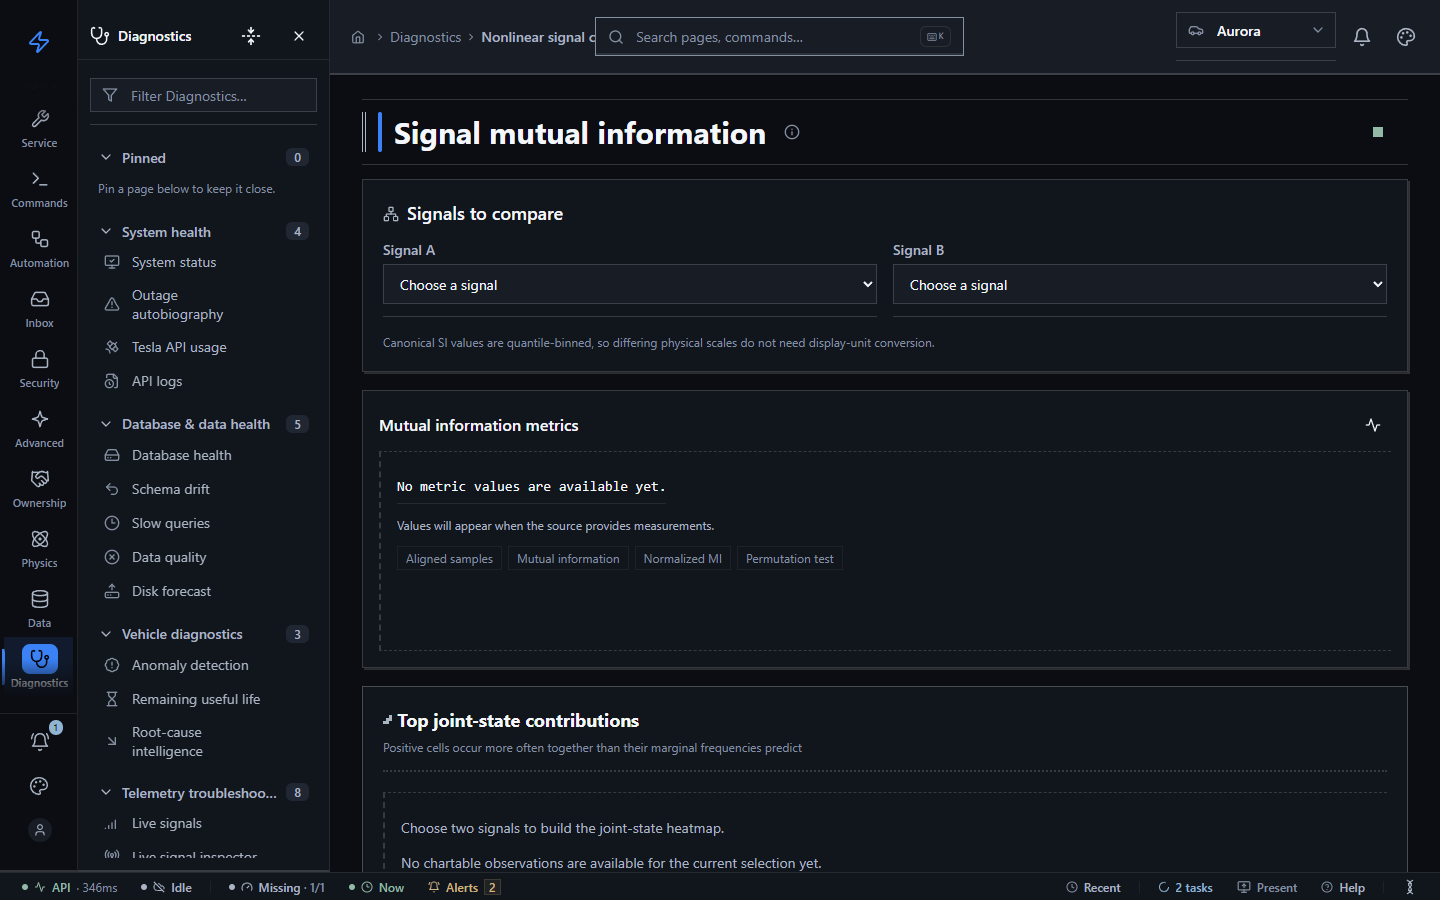 Diagnostics
Diagnostics
Nonlinear signal c
Search pages, commands...
K
Aurora
Service
Commands
Automation
Inbox
Security
Advanced
Ownership
Physics
Data
Diagnostics
1
Filter Diagnostics...
Pinned
0
Pin a page below to keep it close.
System health
4
System status
Outage
autobiography
Tesla API usage
API logs
Database & data health
5
Database health
Schema drift
Slow queries
Data quality
Disk forecast
Vehicle diagnostics
3
Anomaly detection
Remaining useful life
Root-cause
intelligence
Telemetry troubleshoo...
8
Live signals
Live signal inspector
Signal mutual information
Signals to compare
Signal A
Signal B
Choose a signal
Choose a signal
Canonical SI values are quantile-binned, so differing physical scales do not need display-unit conversion.
Mutual information metrics
No metric values are available yet.
Values will appear when the source provides measurements.
Aligned samples
Mutual information
Normalized MI
Permutation test
Top joint-state contributions
Positive cells occur more often together than their marginal frequencies predict
Choose two signals to build the joint-state heatmap.
No chartable observations are available for the current selection yet.
API · 346ms
Idle
Missing · 1/1
Now
Alerts 2
Recent
2 tasks
Present
Help